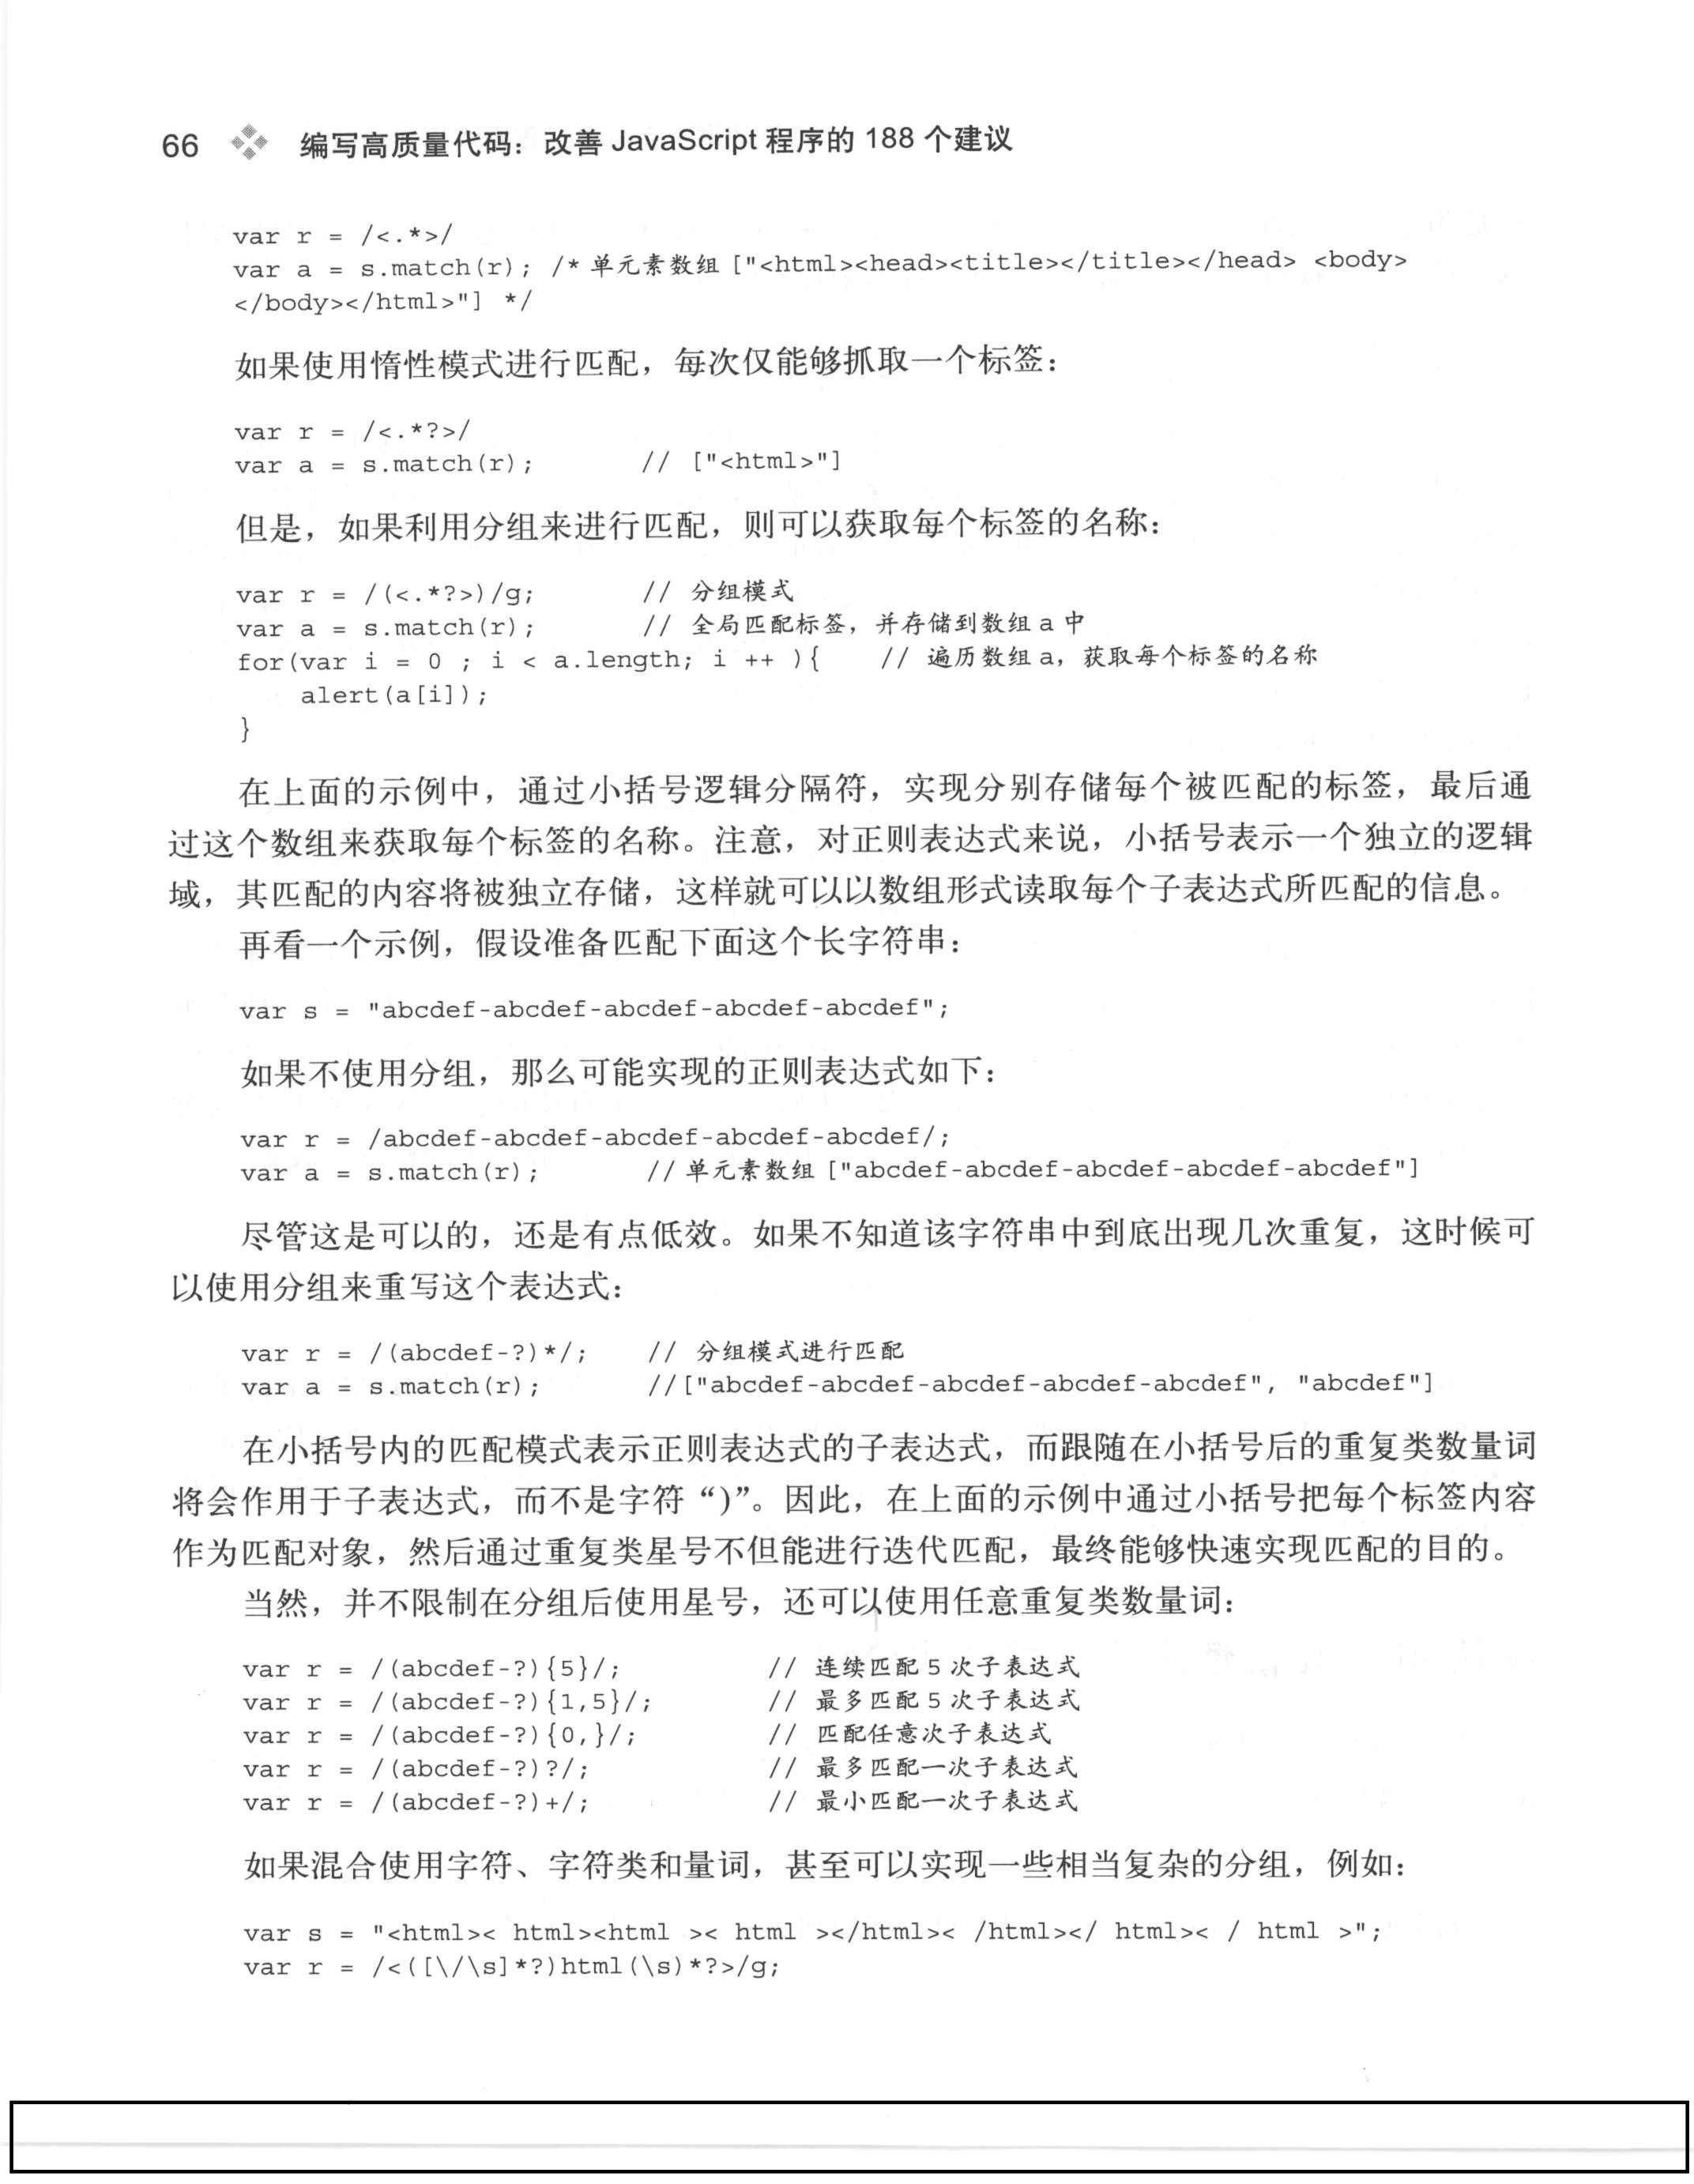 66 编写高质量代码：改善 JavaScript 程序的 188 个建议
var r = /<.*>/
var a = s.match(r); /* 单元素数组 ["<html><head><title></title></head> <body>
</body></html>"] */
如果使用惰性模式进行匹配，每次仅能够抓取一个标签：
var r = /<.*?>/
var a = s.match(r); // ["<html>"]
但是，如果利用分组来进行匹配，则可以获取每个标签的名称：
var r = /(<.*?>)/g; // 分组模式
var a = s.match(r); // 全局匹配标签，并存储到数组 a 中
for(var i = 0 ; i < a.length; i ++ ){ // 遍历数组 a，获取每个标签的名称
alert(a[i]);
}
在上面的示例中，通过小括号逻辑分隔符，实现分别存储每个被匹配的标签，最后通
过这个数组来获取每个标签的名称。注意，对正则表达式来说，小括号表示一个独立的逻辑
域，其匹配的内容将被独立存储，这样就可以以数组形式读取每个子表达式所匹配的信息。
再看一个示例，假设准备匹配下面这个长字符串：
var s = "abcdef-abcdef-abcdef-abcdef-abcdef";
如果不使用分组，那么可能实现的正则表达式如下：
var r = /abcdef-abcdef-abcdef-abcdef-abcdef/;
var a = s.match(r); // 单元素数组 ["abcdef-abcdef-abcdef-abcdef-abcdef"]
尽管这是可以的，还是有点低效。如果不知道该字符串中到底出现几次重复，这时候可
以使用分组来重写这个表达式：
var r = /(abcdef-?)*/; // 分组模式进行匹配
var a = s.match(r); //["abcdef-abcdef-abcdef-abcdef-abcdef", "abcdef"]
在小括号内的匹配模式表示正则表达式的子表达式，而跟随在小括号后的重复类数量词
将会作用于子表达式，而不是字符“)”。因此，在上面的示例中通过小括号把每个标签内容
作为匹配对象，然后通过重复类星号不但能进行迭代匹配，最终能够快速实现匹配的目的。
当然，并不限制在分组后使用星号，还可以使用任意重复类数量词：
var r = /(abcdef-?){5}/; // 连续匹配 5 次子表达式
var r = /(abcdef-?){1,5}/; // 最多匹配 5 次子表达式
var r = /(abcdef-?){0,}/; // 匹配任意次子表达式
var r = /(abcdef-?)?/; // 最多匹配一次子表达式
var r = /(abcdef-?)+/; // 最小匹配一次子表达式
如果混合使用字符、字符类和量词，甚至可以实现一些相当复杂的分组，例如：
var s = "<html>< html><html >< html ></html>< /html></ html>< / html >";
var r = /<([\/\s]*?)html(\s)*?>/g;